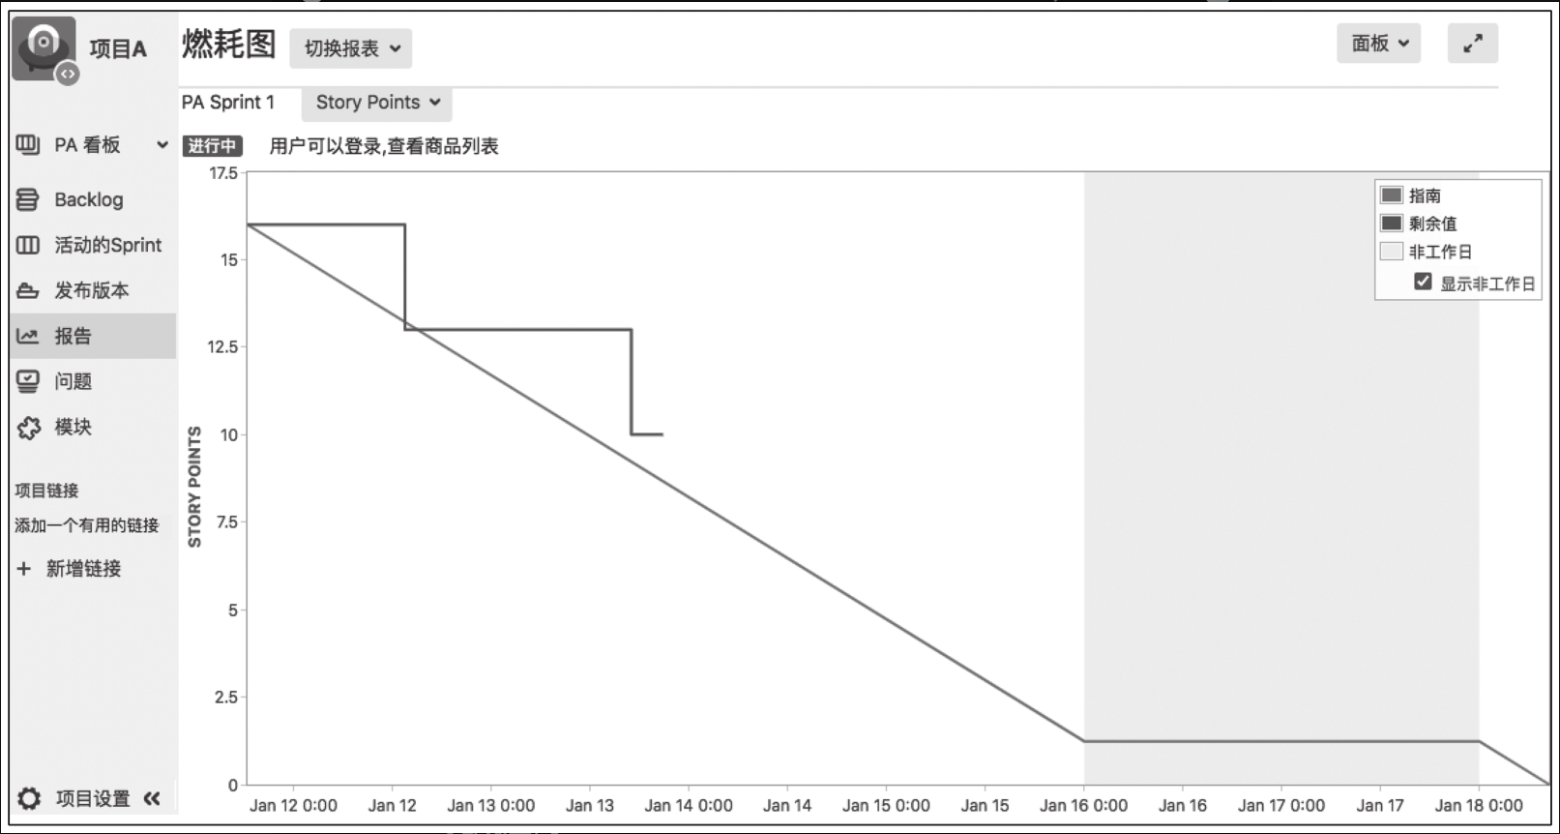 项目A
燃耗图
切换报表
面板
PA Sprint 1
Story Points
进行中
用户可以登录,查看商品列表
PA 看板
Backlog
活动的Sprint
发布版本
报告
问题
模块
项目链接
添加一个有用的链接
+ 新增链接
项目设置
17.5
15
12.5
10
7.5
5
2.5
0
STORY POINTS
指南
剩余值
非工作日
显示非工作日
Jan 12 0:00
Jan 12
Jan 13 0:00
Jan 13
Jan 14 0:00
Jan 14
Jan 15 0:00
Jan 15
Jan 16 0:00
Jan 16
Jan 17 0:00
Jan 17
Jan 18 0:00